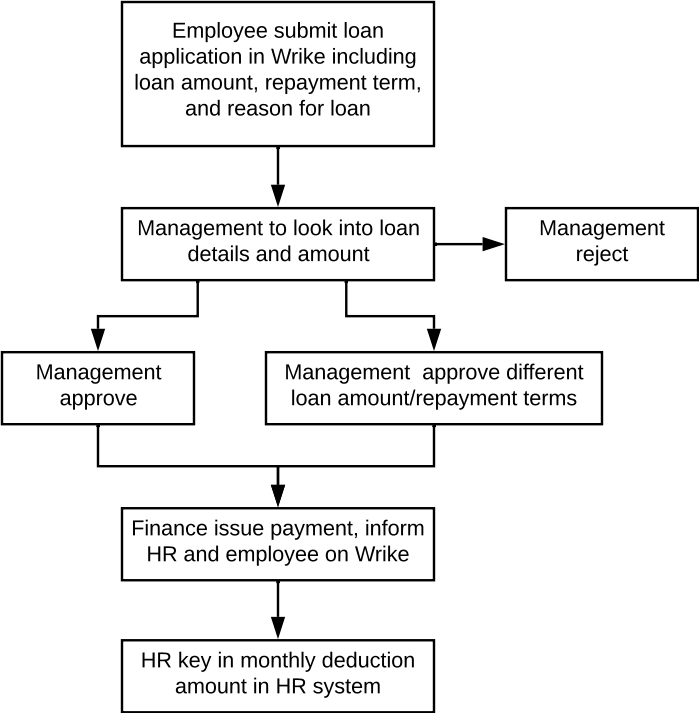 Employee submit loan
application in Wrike including
loan amount, repayment term,
and reason for loan
Management to look into loan
details and amount
Management
reject
Management
approve
Management  approve different
loan amount/repayment terms
Finance issue payment, inform
HR and employee on Wrike
HR key in monthly deduction
amount in HR system